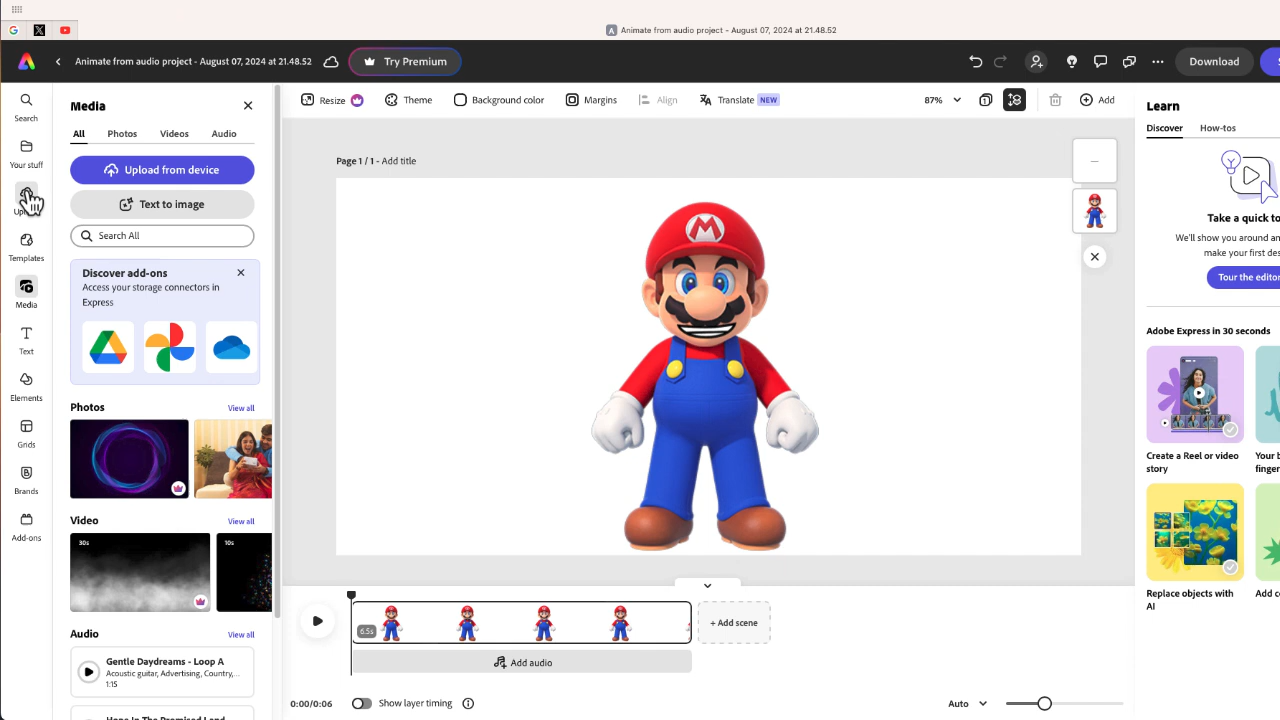 Animate from audio project - August 07, 2024 at 21.48.52
Animate from audio project - August 07, 2024 at 21.48.52
Try Premium
Download
Search
Your stuff
Templates
Media
Text
Elements
Grids
Brands
Add-ons
Media
All
Photos
Videos
Audio
Upload from device
Text to image
Search All
Discover add-ons
Access your storage connectors in
Express
Photos
View all
Video
View all
30s
10s
Audio
View all
Gentle Daydreams - Loop A
Acoustic guitar, Advertising, Country,...
1:15
Hope In The Promised Land
Resize
Theme
Background color
Margins
Align
Translate
NEW
87%
Add
Page 1 / 1 - Add title
M
6.5s
+ Add scene
Add audio
0:00/0:06
Show layer timing
Auto
Learn
Discover
How-tos
Take a quick to
We'll show you around an
make your first des
Tour the editor
Adobe Express in 30 seconds
Create a Reel or video
story
Your b
finger
Replace objects with
AI
Add co